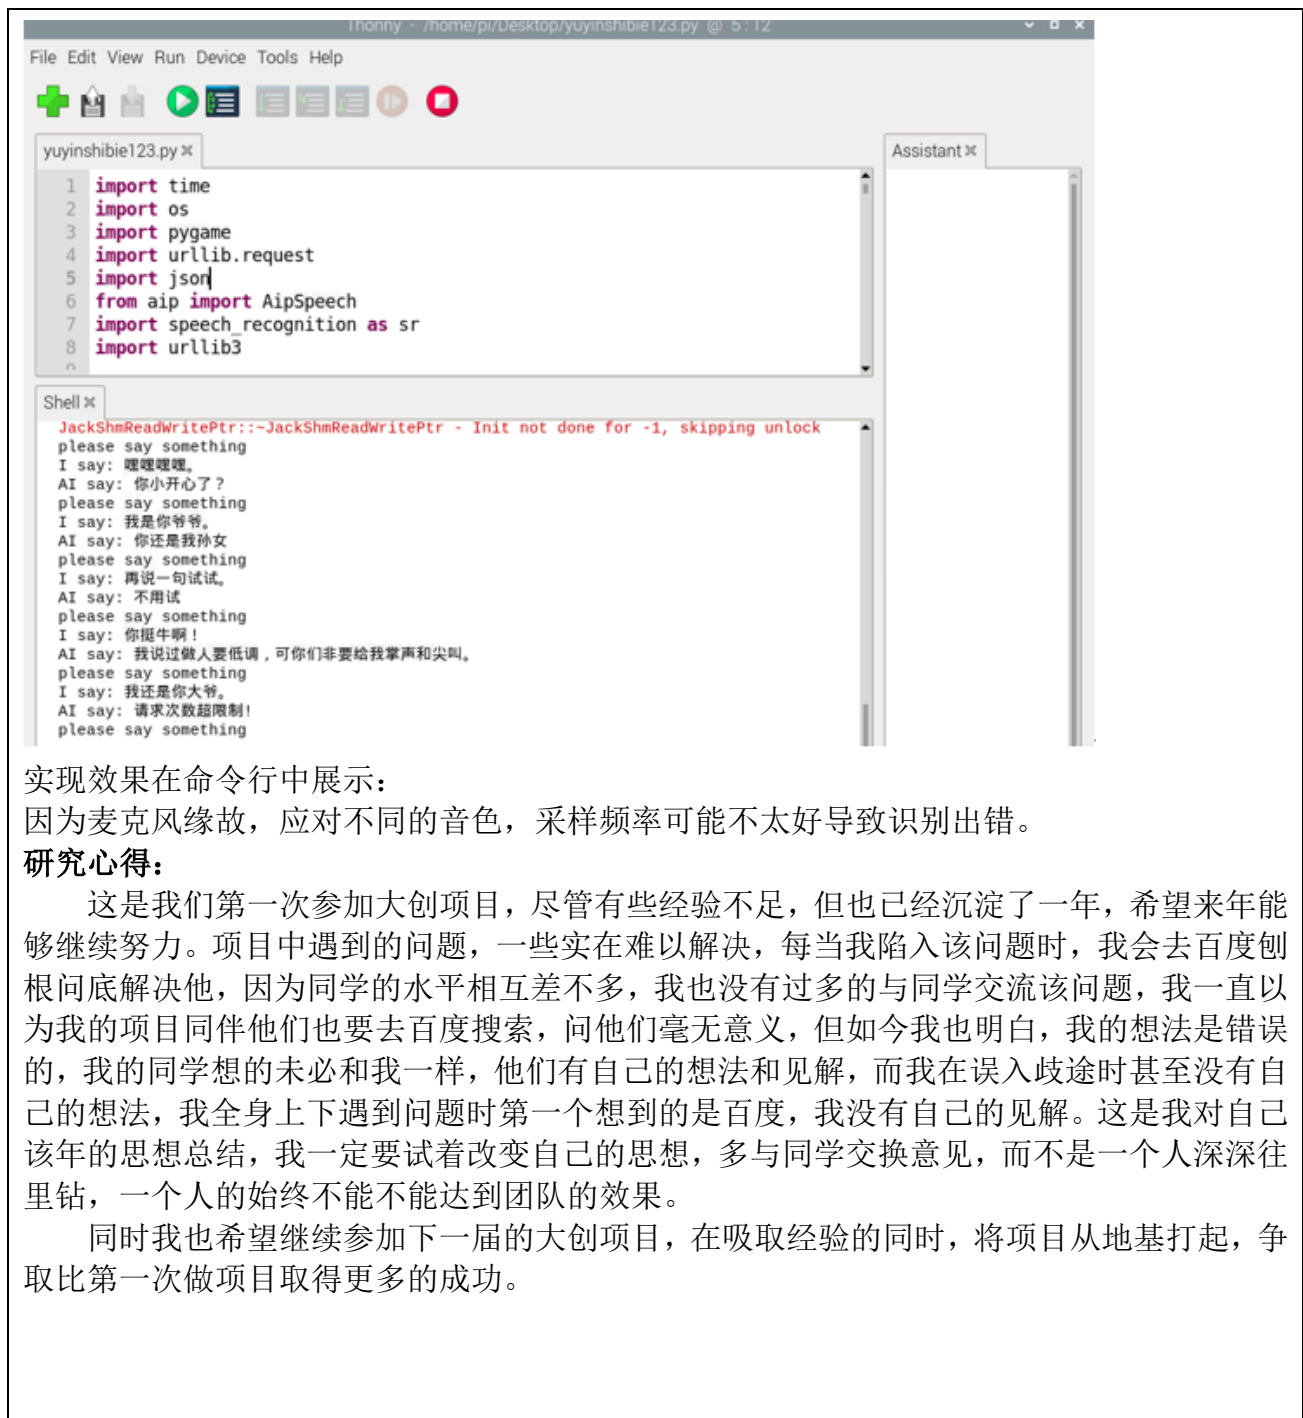 Thonny - /home/pi/Desktop/yuyinshibie123.py @ 5:12
File Edit View Run Device Tools Help
yuyinshibie123.py
Assistant
1 import time
2 import os
3 import pygame
4 import urllib.request
5 import json
6 from aip import AipSpeech
7 import speech_recognition as sr
8 import urllib3
Shell
JackShmReadWritePtr::~JackShmReadWritePtr - Init not done for -1, skipping unlock
please say something
I say: 哩哩哩哩。
AI say: 你小开心了？
please say something
I say: 我是你爷爷。
AI say: 你还是我孙女
please say something
I say: 再说一句试试。
AI say: 不用试
please say something
I say: 你挺牛啊！
AI say: 我说过做人要低调，可你们非要给我掌声和尖叫。
please say something
I say: 我还是你大爷。
AI say: 请求次数超限制!
please say something
实现效果在命令行中展示：
因为麦克风缘故，应对不同的音色，采样频率可能不太好导致识别出错。
研究心得：
这是我们第一次参加大创项目，尽管有些经验不足，但也已经沉淀了一年，希望来年能
够继续努力。项目中遇到的问题，一些实在难以解决，每当我陷入该问题时，我会去百度刨
根问底解决他，因为同学的水平相互差不多，我也没有过多的与同学交流该问题，我一直以
为我的项目同伴他们也要去百度搜索，问他们毫无意义，但如今我也明白，我的想法是错误
的，我的同学想的未必和我一样，他们有自己的想法和见解，而我在误入歧途时甚至没有自
己的想法，我全身上下遇到问题时第一个想到的是百度，我没有自己的见解。这是我对自己
该年的思想总结，我一定要试着改变自己的思想，多与同学交换意见，而不是一个人深深往
里钻，一个人的始终不能不能达到团队的效果。
同时我也希望继续参加下一届的大创项目，在吸取经验的同时，将项目从地基打起，争
取比第一次做项目取得更多的成功。